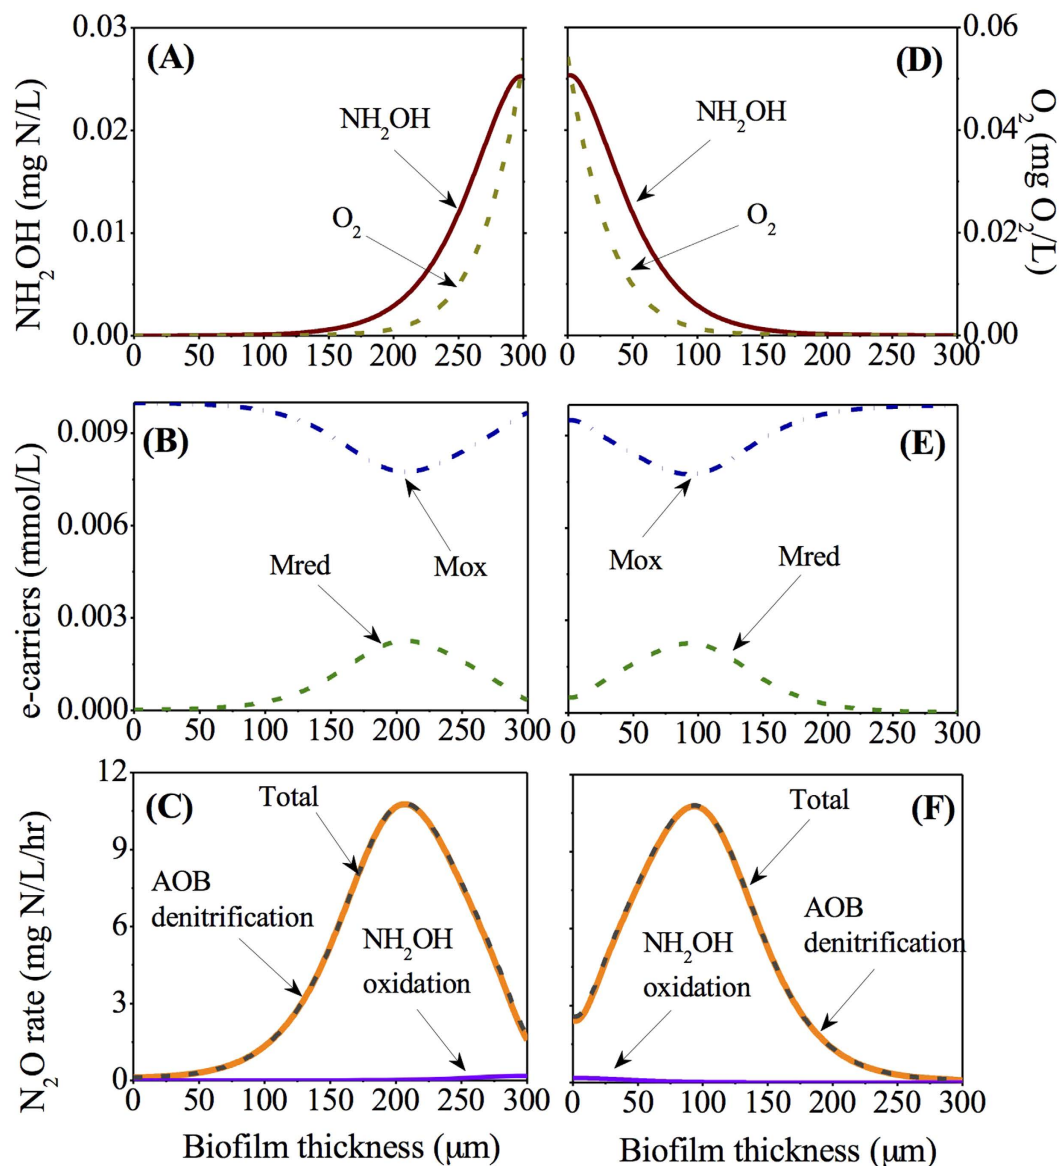 NH₂OH (mg N/L)
0.03
0.02
0.01
0.00
(A)
NH₂OH
O₂
0 50 100 150 200 250 300
(D)
NH₂OH
O₂
0 50 100 150 200 250 300
0.06
0.04
0.02
0.00
O₂ (mg O₂/L)
e-carriers (mmol/L)
0.009
0.006
0.003
0.000
(B)
Mred
Mox
0 50 100 150 200 250 300
(E)
Mox
Mred
0 50 100 150 200 250 300
N₂O rate (mg N/L/hr)
12
9
6
3
0
(C)
Total
AOB
denitrification
NH₂OH
oxidation
0 50 100 150 200 250 300
Biofilm thickness (μm)
(F)
Total
AOB
denitrification
NH₂OH
oxidation
0 50 100 150 200 250 300
Biofilm thickness (μm)